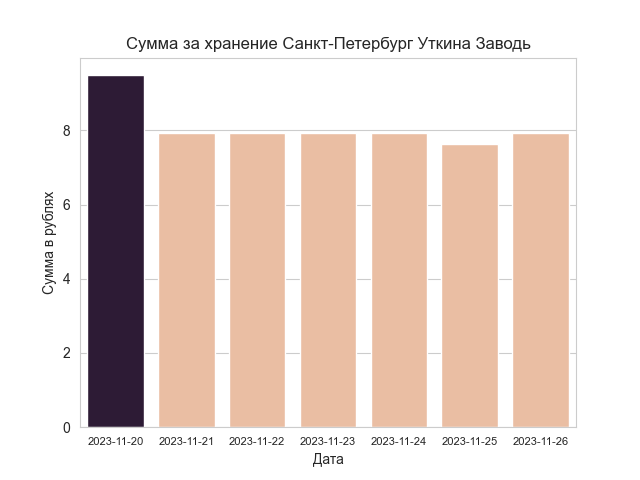 Сумма за хранение Санкт-Петербург Уткина Заводь
Сумма в рублях
8
6
4
2
0
2023-11-20 2023-11-21 2023-11-22 2023-11-23 2023-11-24 2023-11-25 2023-11-26
Дата